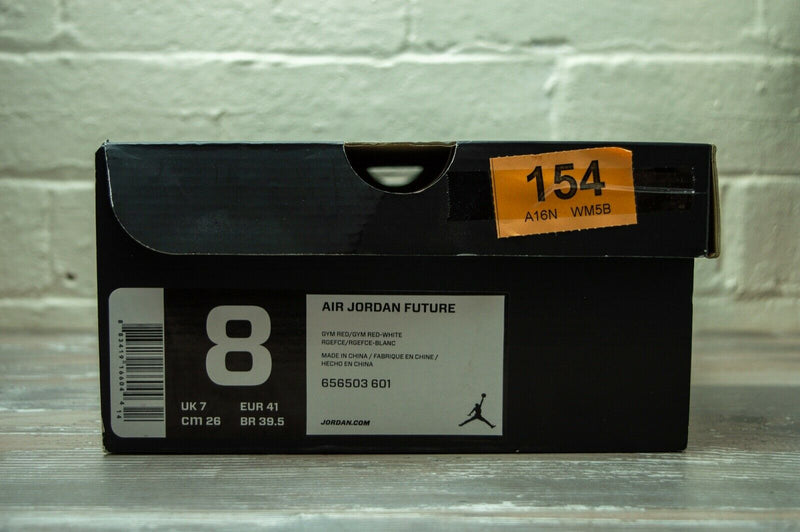 154
A16N WM5B
8
UK 7 EUR 41
cm 26 BR 39.5
AIR JORDAN FUTURE
GYM RED/GYM RED-WHITE
RGEFCE/RGEFCE-BLANC
MADE IN CHINA / FABRIQUE EN CHINE /
HECHO EN CHINA
656503 601
JORDAN.COM